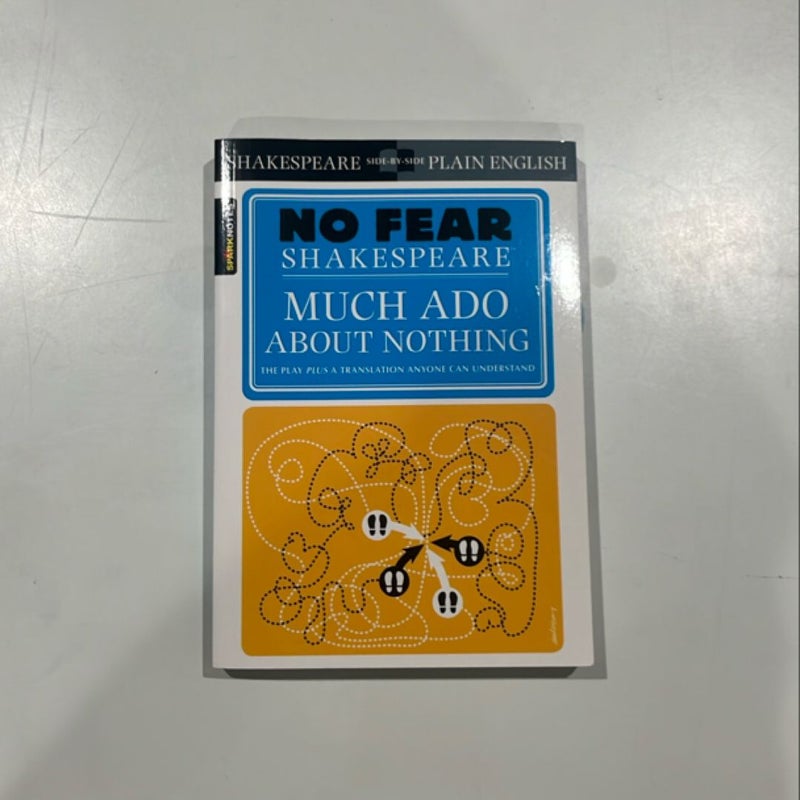 SHAKESPEARE SIDE-BY-SIDE PLAIN ENGLISH
SPARKNOTES
NO FEAR
SHAKESPEARE
MUCH ADO
ABOUT NOTHING
THE PLAY PLUS A TRANSLATION ANYONE CAN UNDERSTAND